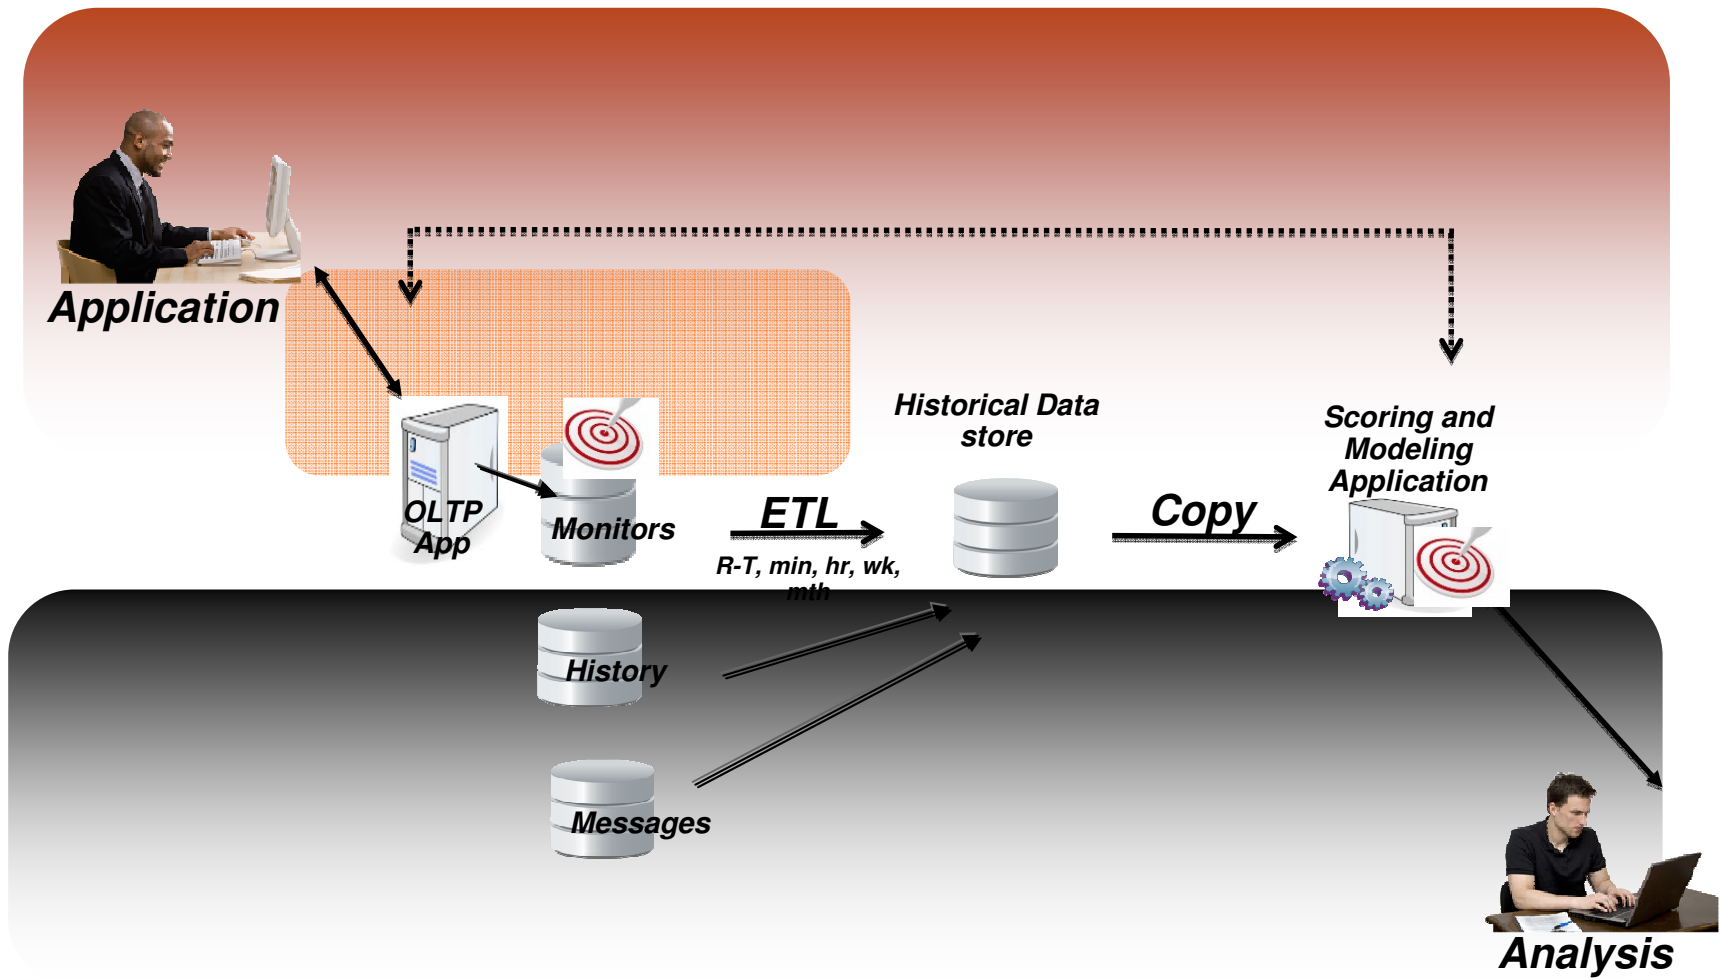 Application
Historical Data
store
Scoring and
Modeling
Application
OLTP
App
Monitors
ETL
Copy
R-T, min, hr, wk,
mth
History
Messages
Analysis